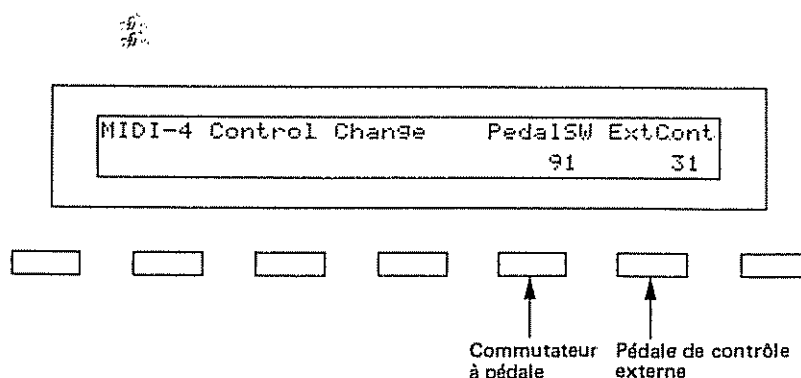 MIDI-4 Control Change PedalSW ExtCont
91 31
Commutateur à pédale
Pédale de contrôle externe